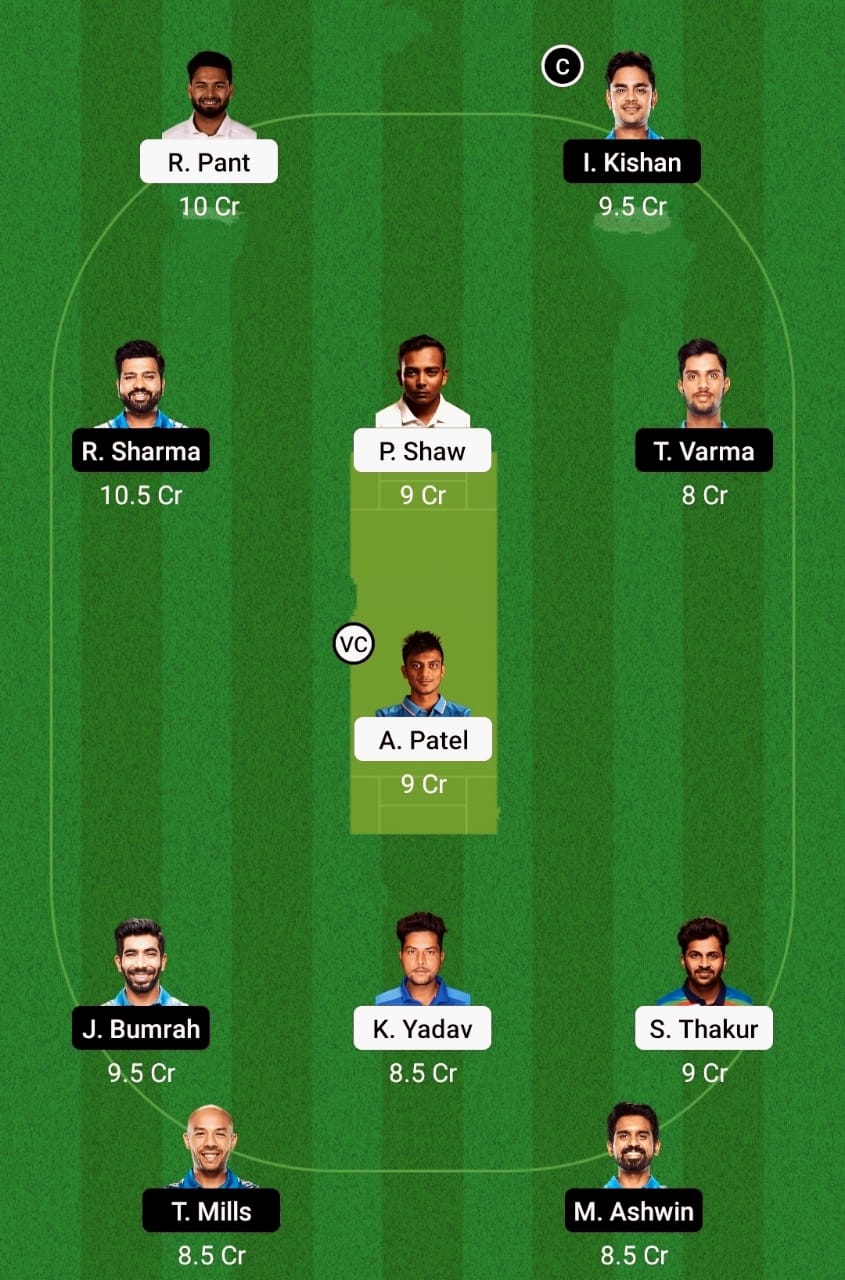 C
R. Pant
I. Kishan
10 Cr
9.5 Cr
R. Sharma
P. Shaw
T. Varma
10.5 Cr
9 Cr
8 Cr
VC
A. Patel
9 Cr
J. Bumrah
K. Yadav
S. Thakur
9.5 Cr
8.5 Cr
9 Cr
T. Mills
M. Ashwin
8.5 Cr
8.5 Cr